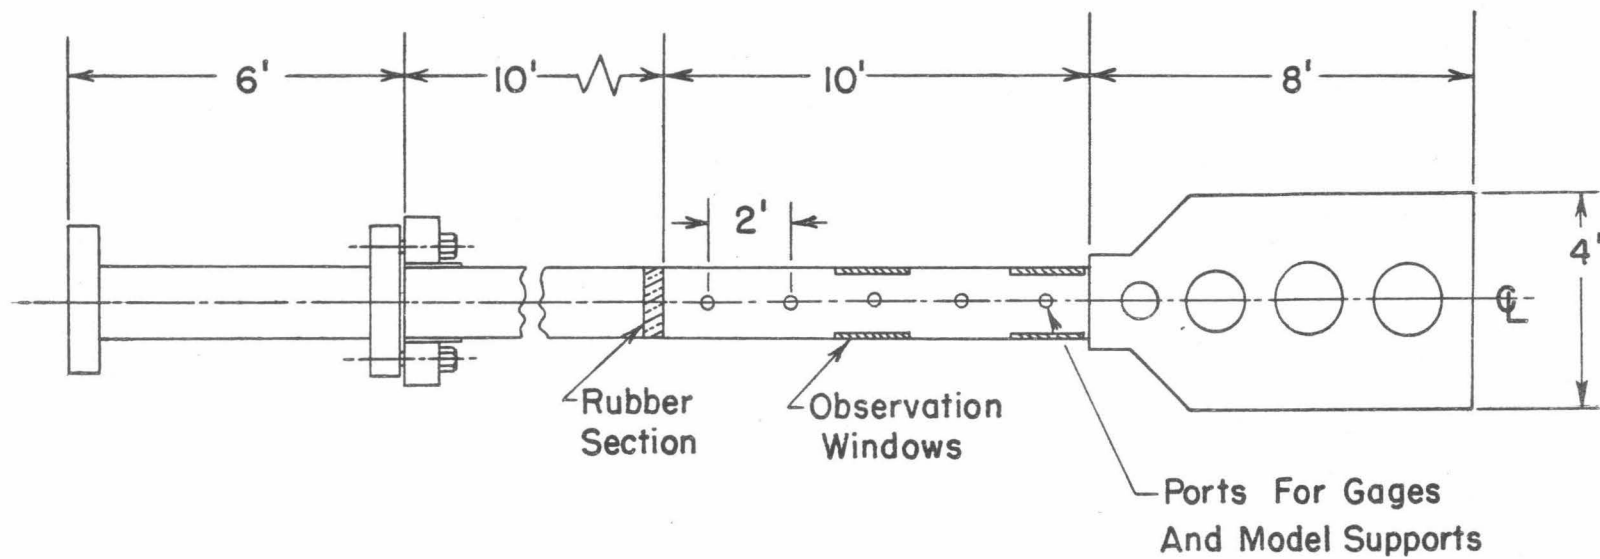 6' 10' 10' 8'
2'
4'
℄
Rubber
Section
Observation
Windows
Ports For Gages
And Model Supports